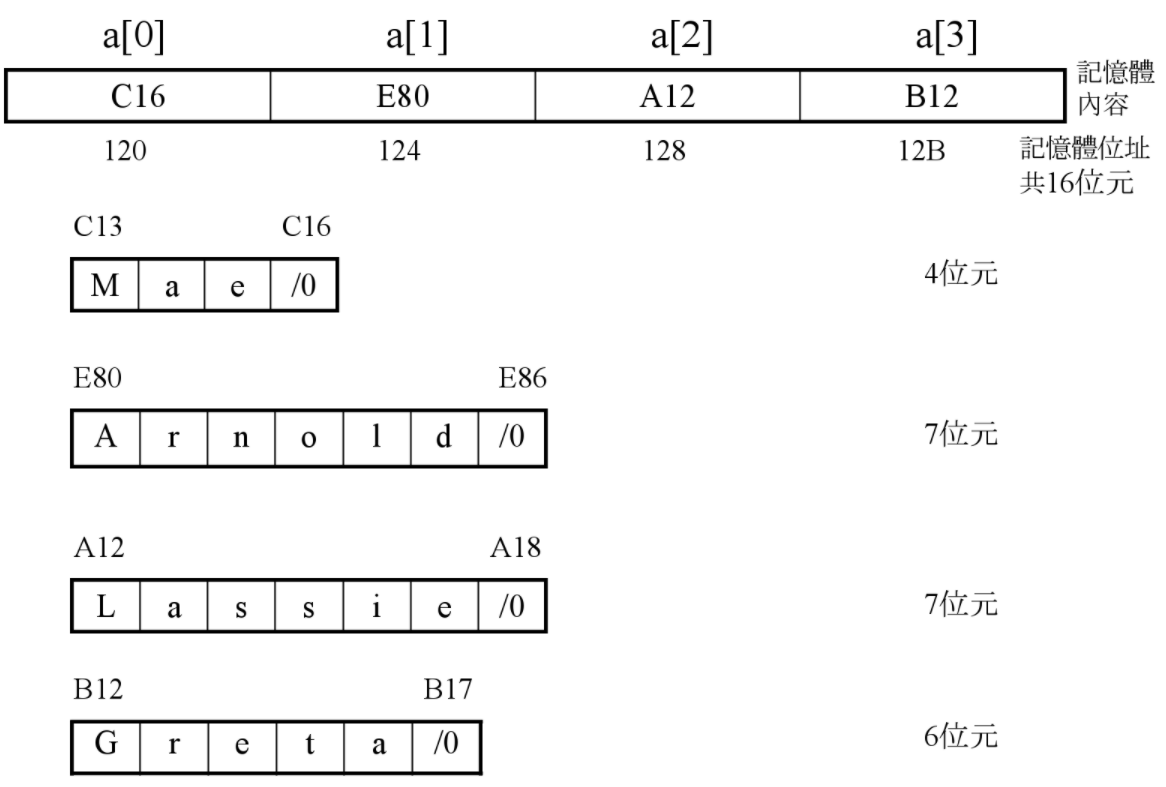 a[0] a[1] a[2] a[3]
C16 E80 A12 B12 記憶體
內容
120 124 128 12B 記憶體位址
共16位元
C13 C16
M a e /0 4位元
E80 E86
A r n o l d /0 7位元
A12 A18
L a s s i e /0 7位元
B12 B17
G r e t a /0 6位元